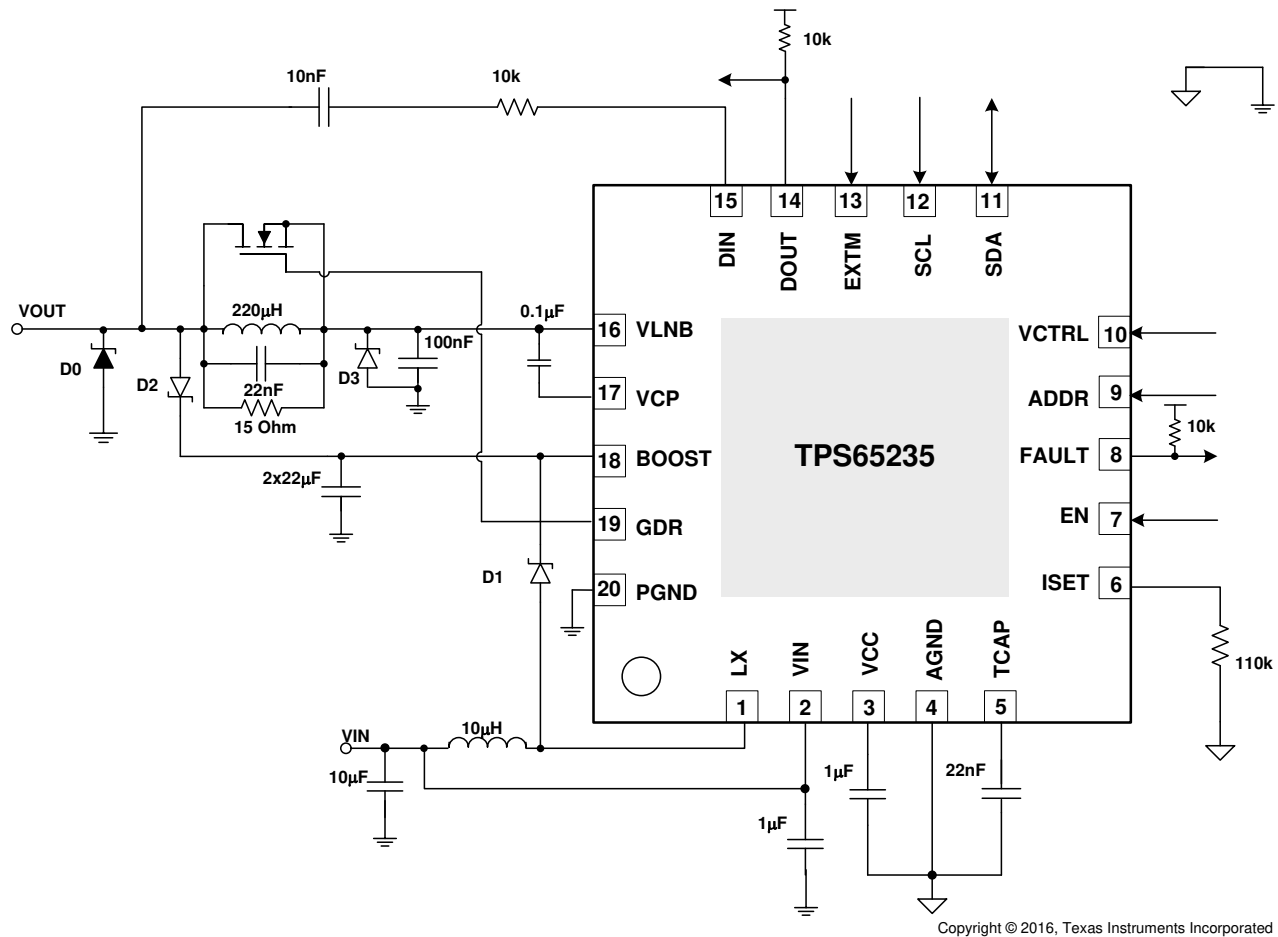 10k
10nF
10k
15
14
13
12
11
DIN
DOUT
EXTM
SCL
SDA
VOUT
220µH
0.1µF
16 VLNB
VCTRL 10
D0
D2
D3
100nF
22nF
15 Ohm
17 VCP
ADDR 9
10k
2x22µF
18 BOOST
TPS65235
FAULT 8
19 GDR
EN 7
D1
20 PGND
ISET 6
110k
LX
VIN
VCC
AGND
TCAP
1
2
3
4
5
VIN
10µH
10µF
1µF
1µF
22nF
Copyright © 2016, Texas Instruments Incorporated